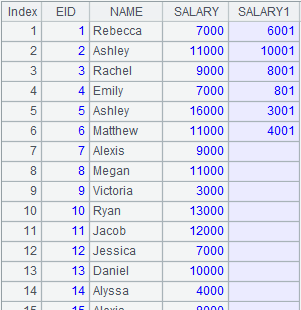 Index EID NAME SALARY SALARY1
1 1 Rebecca 7000 6001
2 2 Ashley 11000 10001
3 3 Rachel 9000 8001
4 4 Emily 7000 801
5 5 Ashley 16000 3001
6 6 Matthew 11000 4001
7 7 Alexis 9000
8 8 Megan 11000
9 9 Victoria 3000
10 10 Ryan 13000
11 11 Jacob 12000
12 12 Jessica 7000
13 13 Daniel 10000
14 14 Alyssa 4000
15 15 Alexis 8000